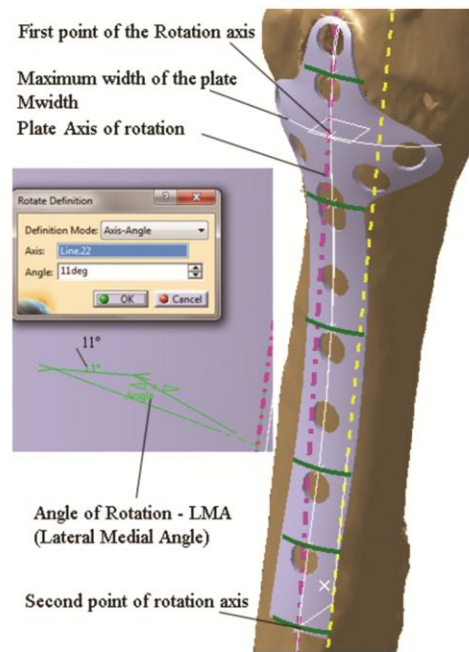 First point of the Rotation axis
Maximum width of the plate
Mwidth
Plate Axis of rotation
Rotate Definition
Definition Mode: Axis-Angle
Axis: Line.22
Angle: 11deg
OK Cancel
11°
11°
Angle
Angle of Rotation - LMA
(Lateral Medial Angle)
Second point of rotation axis